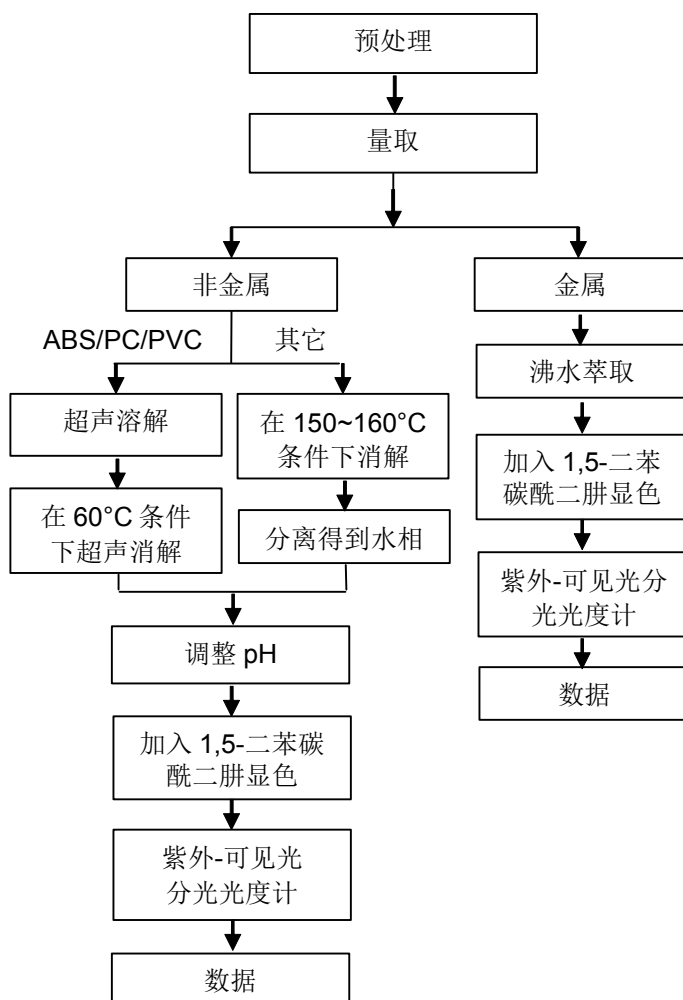 预处理
量取
非金属
金属
ABS/PC/PVC
其它
沸水萃取
超声溶解
在 150~160°C
条件下消解
加入 1,5-二苯
碳酰二肼显色
在 60°C 条件
下超声消解
分离得到水相
紫外-可见光分
光光度计
调整 pH
数据
加入 1,5-二苯碳
酰二肼显色
紫外-可见光
分光光度计
数据